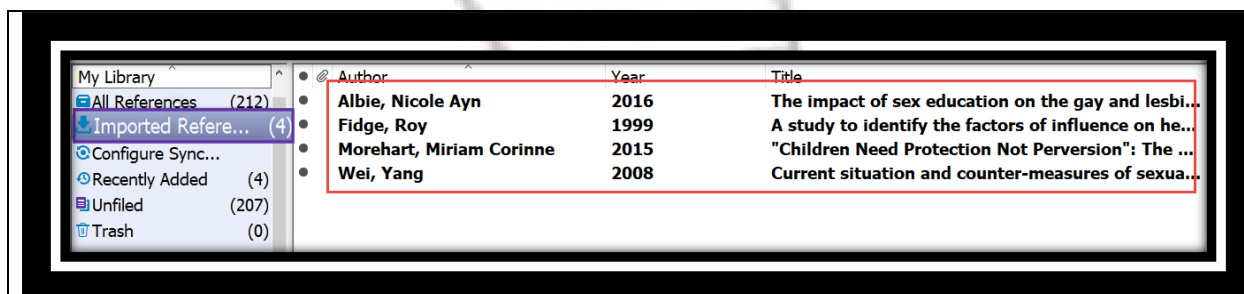 My Library Author Year Title
All References (212) Albie, Nicole Ayn 2016 The impact of sex education on the gay and lesbi...
Imported Refere... (4) Fidge, Roy 1999 A study to identify the factors of influence on he...
Configure Sync... Morehart, Miriam Corinne 2015 "Children Need Protection Not Perversion": The ...
Recently Added (4) Wei, Yang 2008 Current situation and counter-measures of sexua...
Unfiled (207)
Trash (0)